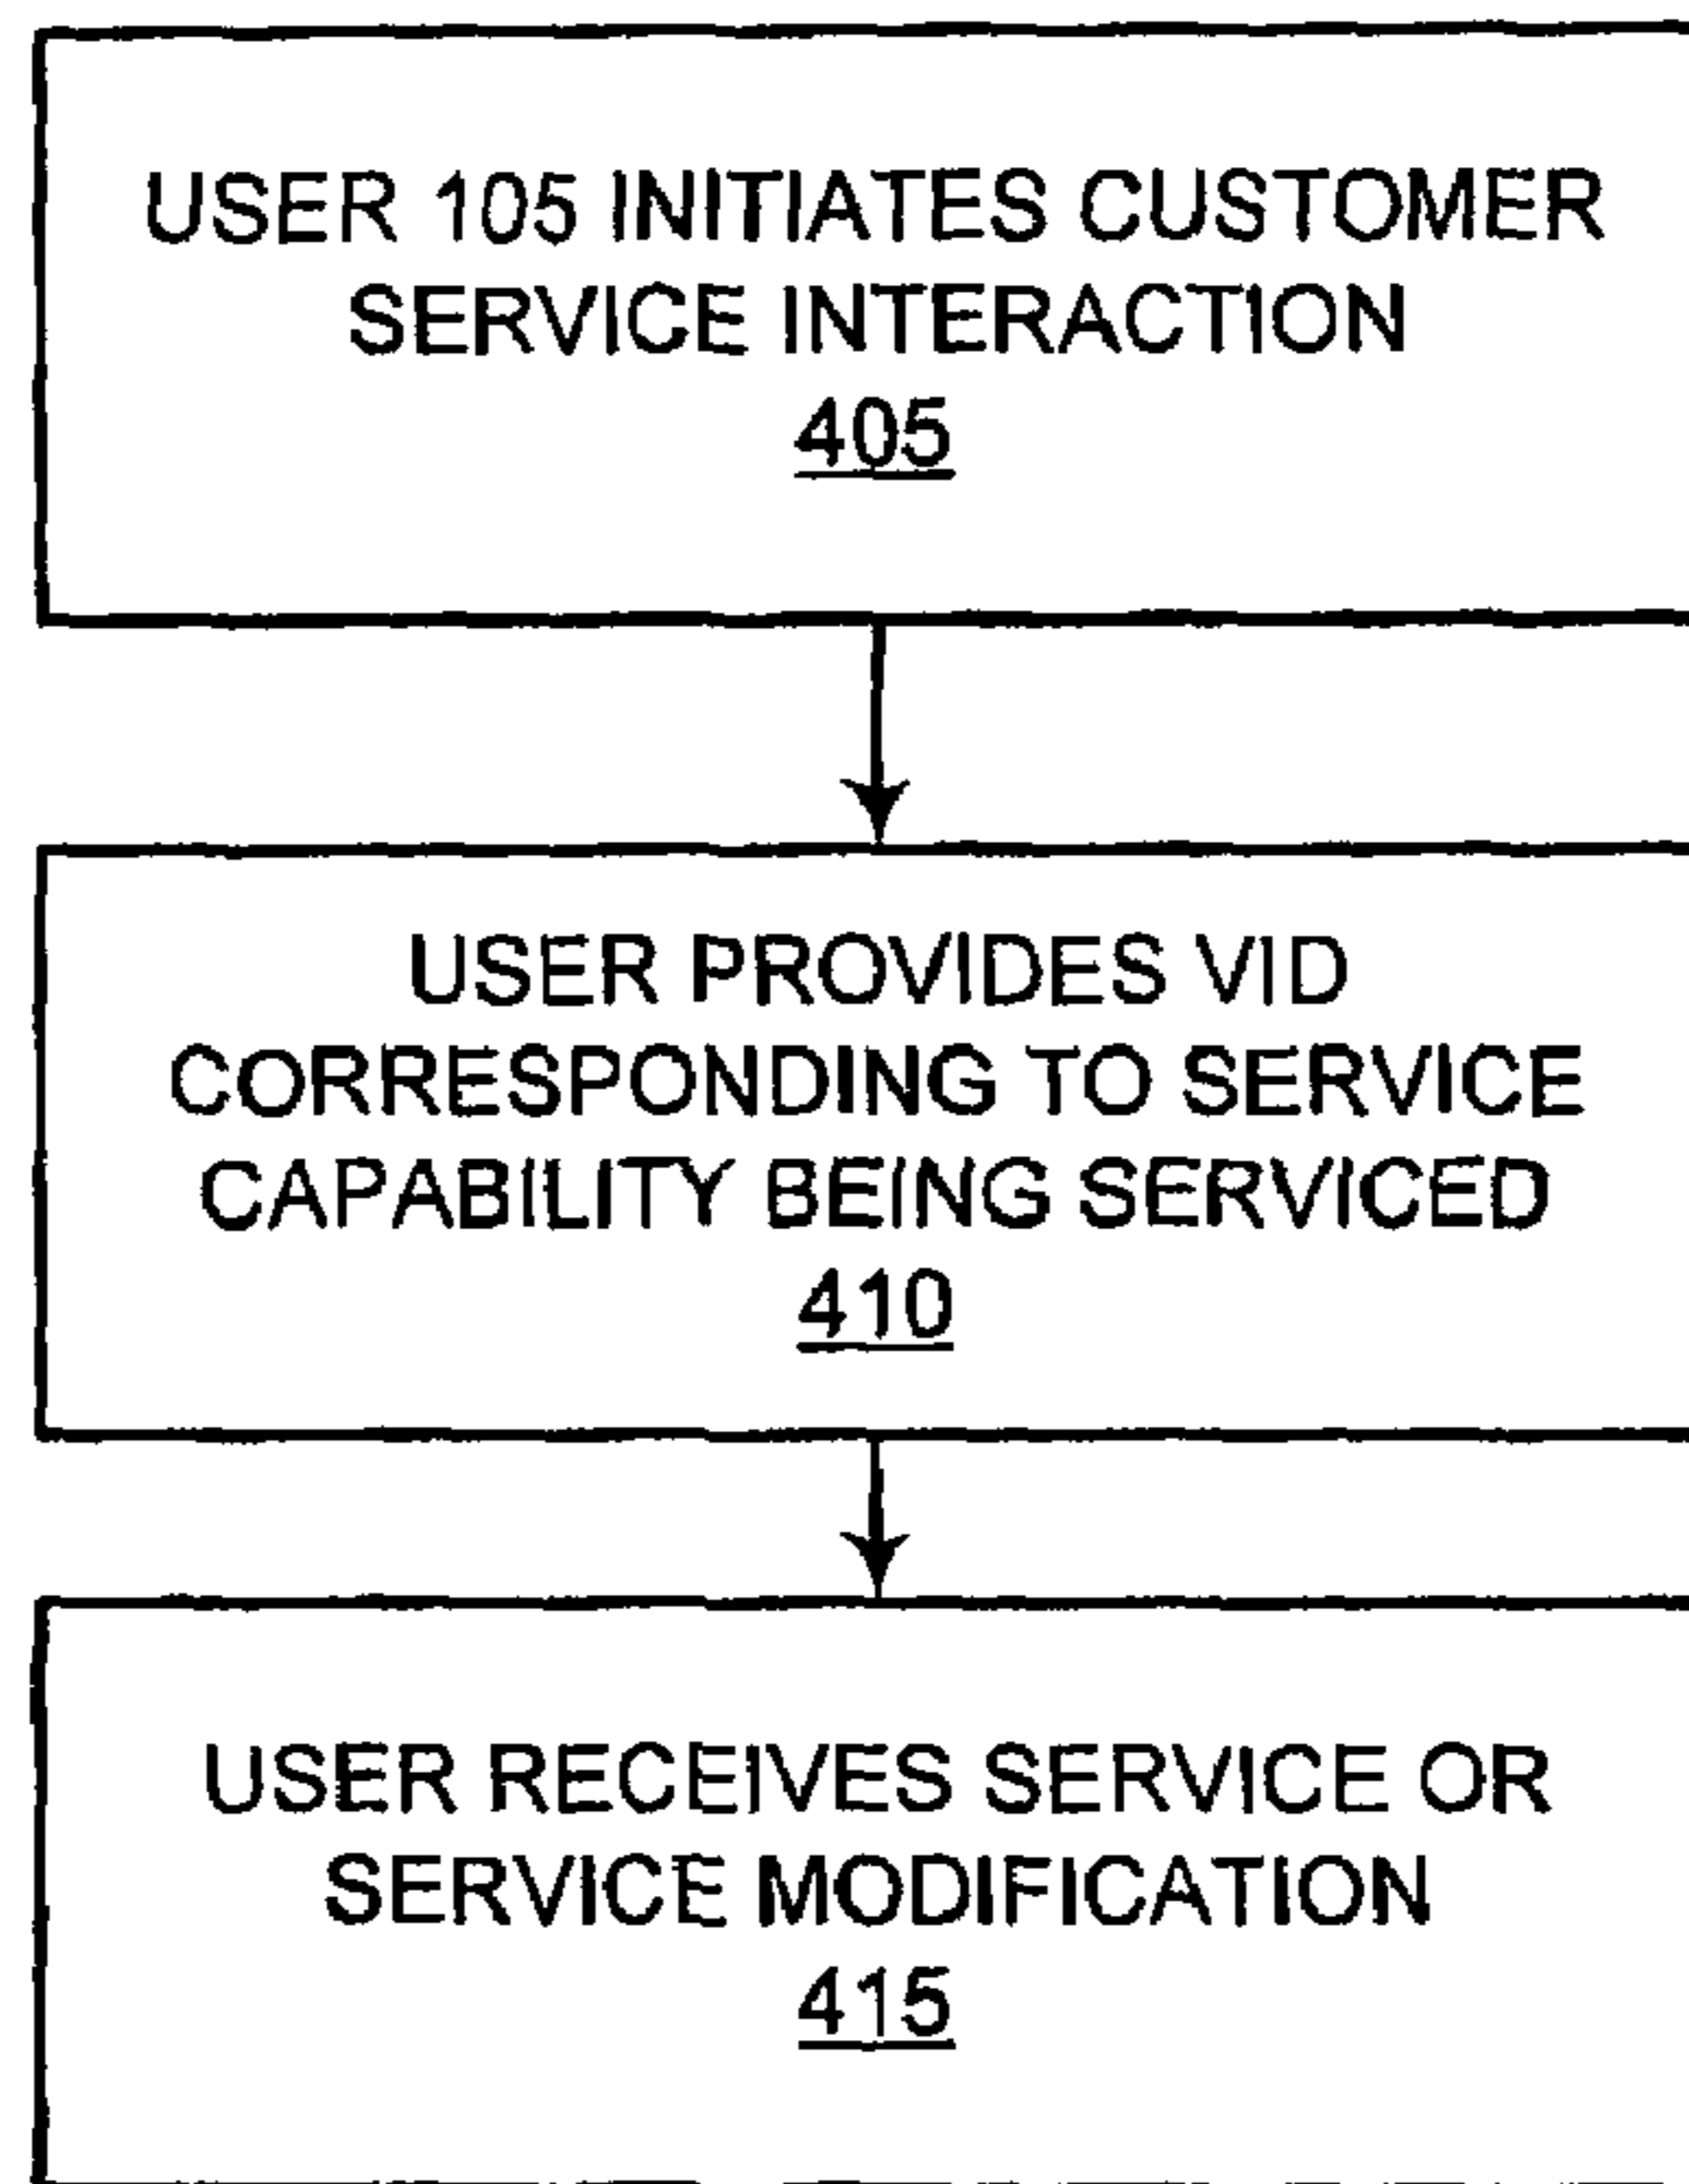 USER 105 INITIATES CUSTOMER
SERVICE INTERACTION
405
USER PROVIDES VID
CORRESPONDING TO SERVICE
CAPABILITY BEING SERVICED
410
USER RECEIVES SERVICE OR
SERVICE MODIFICATION
415